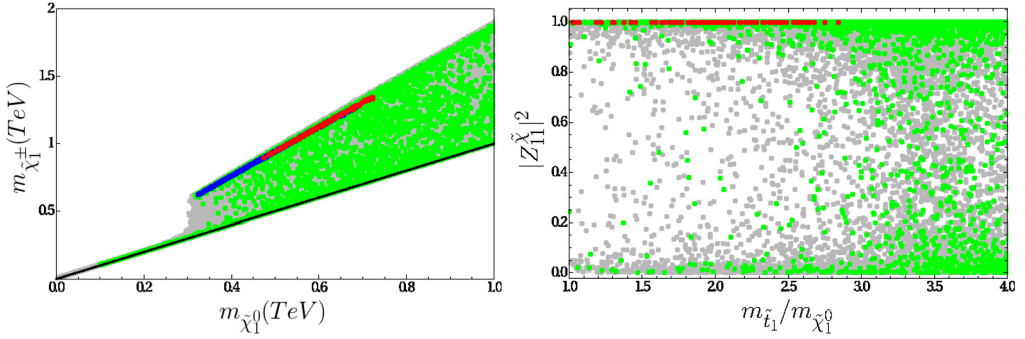 2
1.5
1
0.5
0.0 0.2 0.4 0.6 0.8 1.0
m_{\tilde{\chi}_1^\pm}(TeV)
m_{\tilde{\chi}_1^0}(TeV)
1.0
0.8
0.6
0.4
0.2
0.0
1.0 1.5 2.0 2.5 3.0 3.5 4.0
|Z_{11}^{\tilde{\chi}}|^2
m_{\tilde{t}_1}/m_{\tilde{\chi}_1^0}